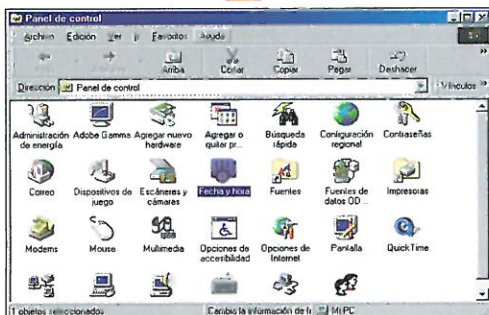 Panel de control
Archivo Edición Ver Ir Favoritos Ayuda
Arriba Cortar Copiar Pegar Deshacer
Dirección Panel de control Vínculos
Administración de energía Adobe Gamma Agregar nuevo hardware Agregar o quitar pr... Búsqueda rápida Configuración regional Contraseñas
Correo Dispositivos de juego Escáneres y cámaras Fecha y hora Fuentes Fuentes de datos OD... Impresoras
Modems Mouse Multimedia Opciones de accesibilidad Opciones de Internet Pantalla QuickTime
1 objetos seleccionados Cambia la información de fe Mi PC